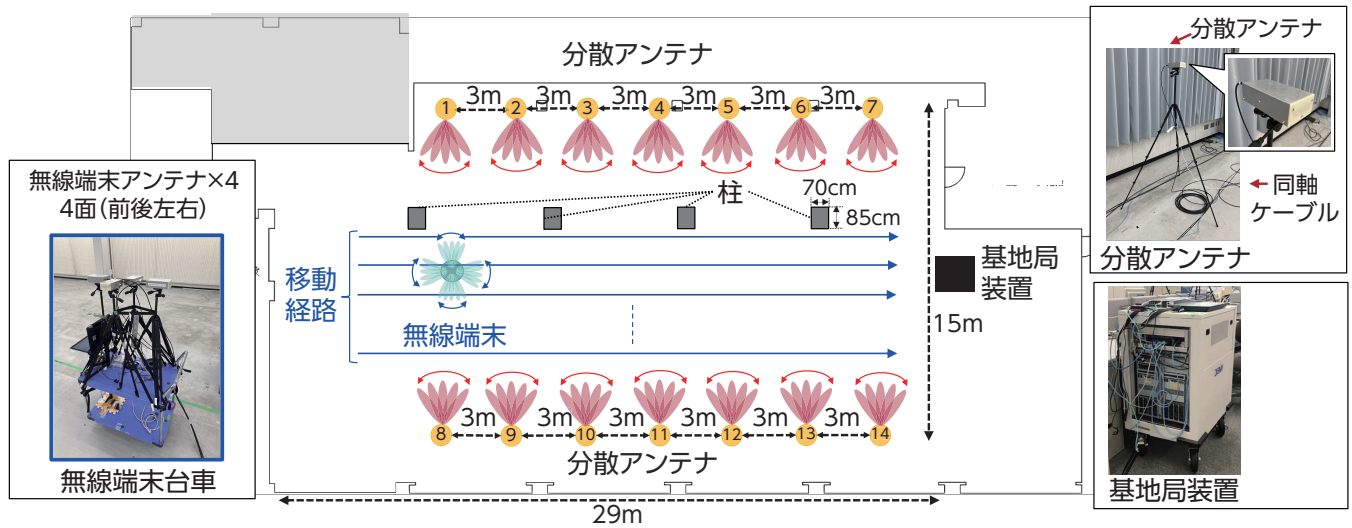 分散アンテナ
3m 3m 3m 3m 3m 3m
1 2 3 4 5 6 7
無線端末アンテナ×4
4面(前後左右)
無線端末台車
柱
70cm
85cm
移動
経路
無線端末
基地局
装置
15m
3m 3m 3m 3m 3m 3m
8 9 10 11 12 13 14
分散アンテナ
29m
分散アンテナ
同軸
ケーブル
分散アンテナ
基地局装置